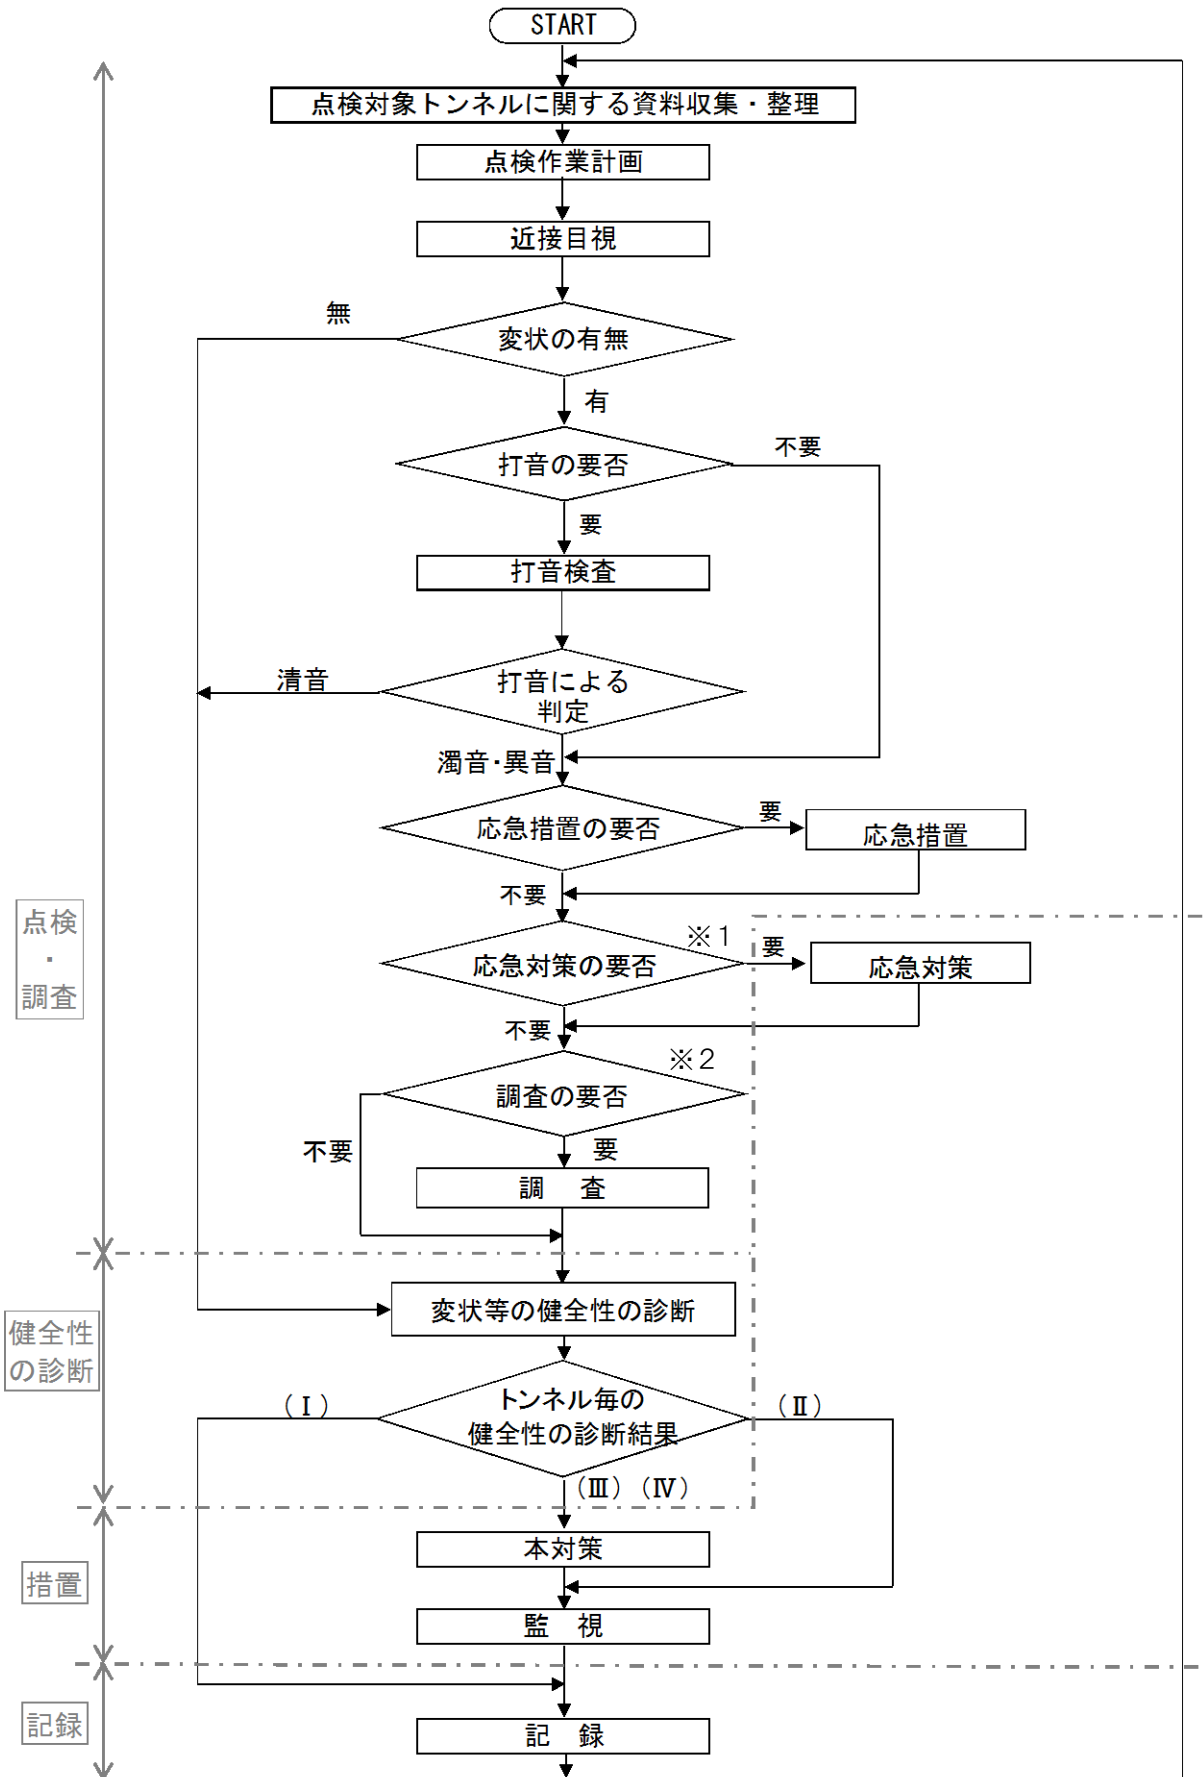 START
点検対象トンネルに関する資料収集・整理
点検作業計画
近接目視
無
変状の有無
有
打音の要否
不要
要
打音検査
清音
打音による
判定
濁音・異音
応急措置の要否
要
応急措置
不要
点検
・
調査
応急対策の要否
※1
要
応急対策
不要
※2
調査の要否
不要
要
調 査
変状等の健全性の診断
健全性
の診断
(Ⅰ)
トンネル毎の
健全性の診断結果
(Ⅱ)
(Ⅲ)(Ⅳ)
本対策
措置
監 視
記録
記 録